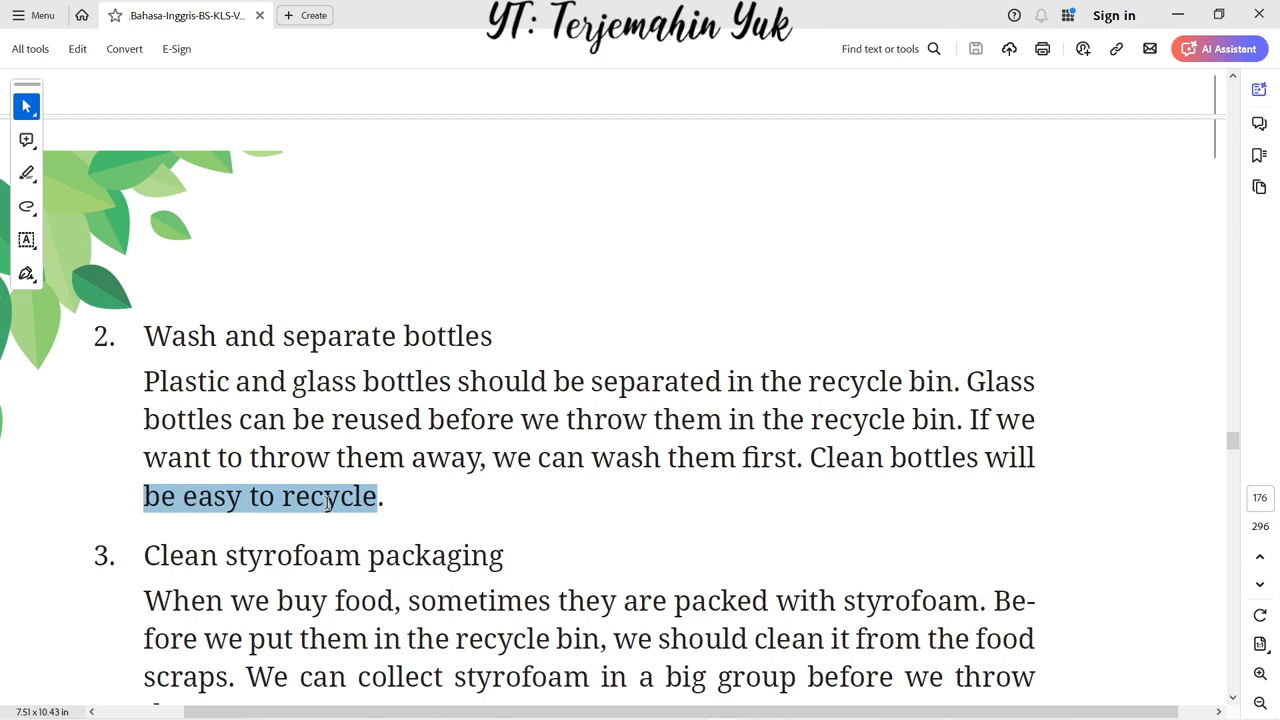 Menu
.Bahasa-Inggris-BS-KLS-V...
Create
YT: Terjemahin Yuk
Sign in
All tools
Edit
Convert
E-Sign
Find text or tools
AI Assistant
2. Wash and separate bottles
Plastic and glass bottles should be separated in the recycle bin. Glass
bottles can be reused before we throw them in the recycle bin. If we
want to throw them away, we can wash them first. Clean bottles will
be easy to recycle.
3. Clean styrofoam packaging
When we buy food, sometimes they are packed with styrofoam. Be-
fore we put them in the recycle bin, we should clean it from the food
scraps. We can collect styrofoam in a big group before we throw
176
296
7.51 x 10.43 in